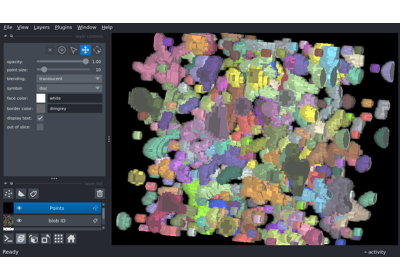 File View Layers Plugins Window Help
opacity: 1.00
point size: 10
blending: translucent
symbol: disc
face color: white
border color: dimgrey
display text:
out of slice:
Points
blob ID
Ready
activity